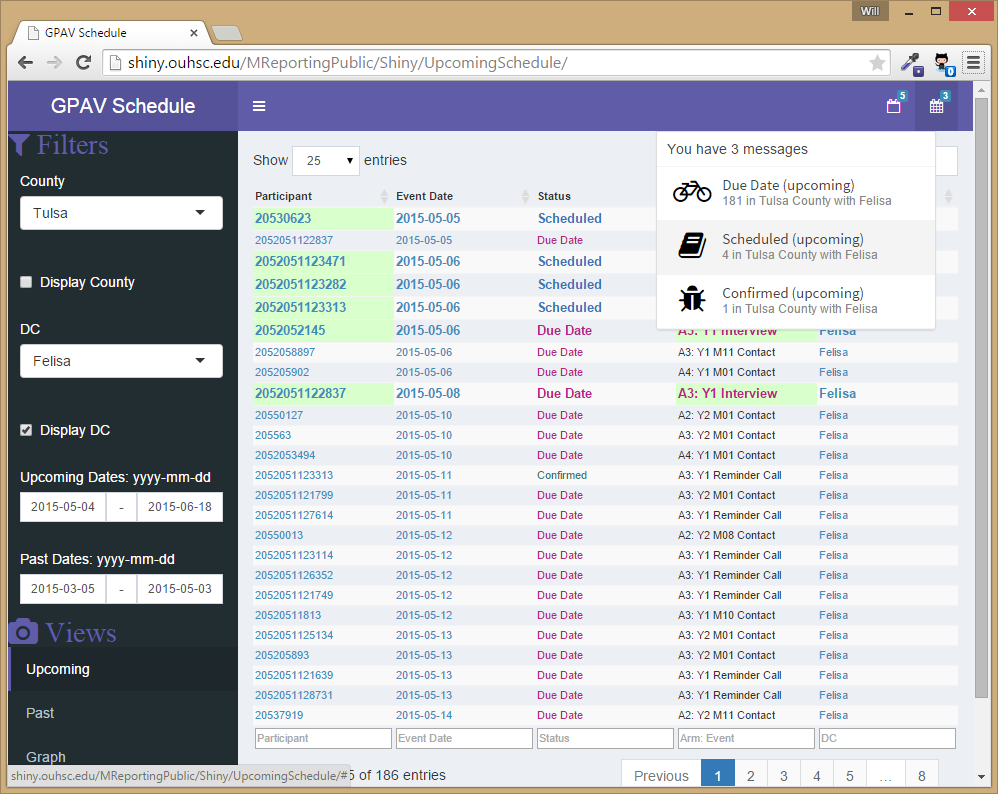 Will
GPAV Schedule
shiny.ouhsc.edu/MReportingPublic/Shiny/UpcomingSchedule/
2
0
GPAV Schedule
5
3
Filters
County
Tulsa
Display County
DC
Felisa
Display DC
Upcoming Dates: yyyy-mm-dd
2015-05-04 - 2015-06-18
Past Dates: yyyy-mm-dd
2015-03-05 - 2015-05-03
Views
Upcoming
Past
Graph
Show 25 entries
You have 3 messages
Due Date (upcoming)
181 in Tulsa County with Felisa
Scheduled (upcoming)
4 in Tulsa County with Felisa
Confirmed (upcoming)
1 in Tulsa County with Felisa
Participant Event Date Status
20530623 2015-05-05 Scheduled
2052051122837 2015-05-05 Due Date
2052051123471 2015-05-06 Scheduled
2052051123282 2015-05-06 Scheduled
2052051123313 2015-05-06 Scheduled
2052052145 2015-05-06 Due Date A3: Y1 Interview Felisa
2052058897 2015-05-06 Due Date A3: Y1 M11 Contact Felisa
205205902 2015-05-06 Due Date A4: Y1 M01 Contact Felisa
2052051122837 2015-05-08 Due Date A3: Y1 Interview Felisa
20550127 2015-05-10 Due Date A2: Y2 M01 Contact Felisa
205563 2015-05-10 Due Date A3: Y2 M01 Contact Felisa
2052053494 2015-05-10 Due Date A4: Y1 M01 Contact Felisa
2052051123313 2015-05-11 Confirmed A3: Y1 Reminder Call Felisa
2052051121799 2015-05-11 Due Date A3: Y2 M01 Contact Felisa
2052051127614 2015-05-11 Due Date A3: Y1 Reminder Call Felisa
20550013 2015-05-12 Due Date A2: Y2 M08 Contact Felisa
2052051123114 2015-05-12 Due Date A3: Y1 Reminder Call Felisa
2052051126352 2015-05-12 Due Date A3: Y1 Reminder Call Felisa
2052051121749 2015-05-12 Due Date A3: Y1 Reminder Call Felisa
2052051813 2015-05-12 Due Date A3: Y1 M10 Contact Felisa
2052051125134 2015-05-13 Due Date A3: Y2 M01 Contact Felisa
205205893 2015-05-13 Due Date A3: Y2 M01 Contact Felisa
2052051121639 2015-05-13 Due Date A3: Y1 Reminder Call Felisa
2052051128731 2015-05-13 Due Date A3: Y1 Reminder Call Felisa
20537919 2015-05-14 Due Date A2: Y2 M11 Contact Felisa
Participant Event Date Status Arm: Event DC
of 186 entries
Previous 1 2 3 4 5 ... 8
shiny.ouhsc.edu/MReportingPublic/Shiny/UpcomingSchedule/#